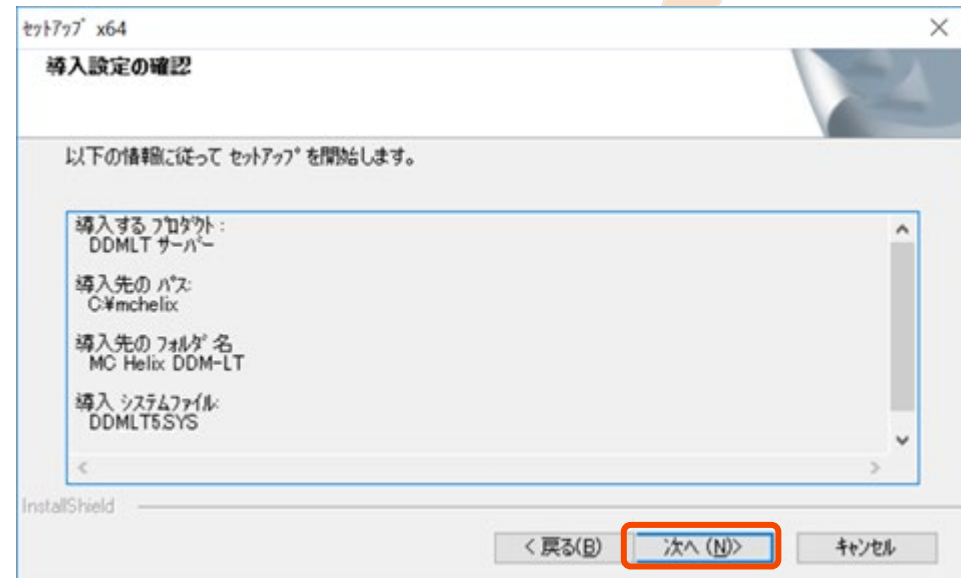 ｾｯﾄｱｯﾌﾟ x64
導入設定の確認
以下の情報に従って ｾｯﾄｱｯﾌﾟを開始します。
導入する ﾌﾟﾛﾀﾞｸﾄ :
DDMLT ｻｰﾊﾞｰ
導入先の ﾊﾟｽ:
C:¥mchelix
導入先の ﾌｫﾙﾀﾞ名
MC Helix DDM-LT
導入 ｼｽﾃﾑﾌｧｲﾙ:
DDMLT5.SYS
InstallShield
< 戻る(B) 次へ (N)> ｷｬﾝｾﾙ